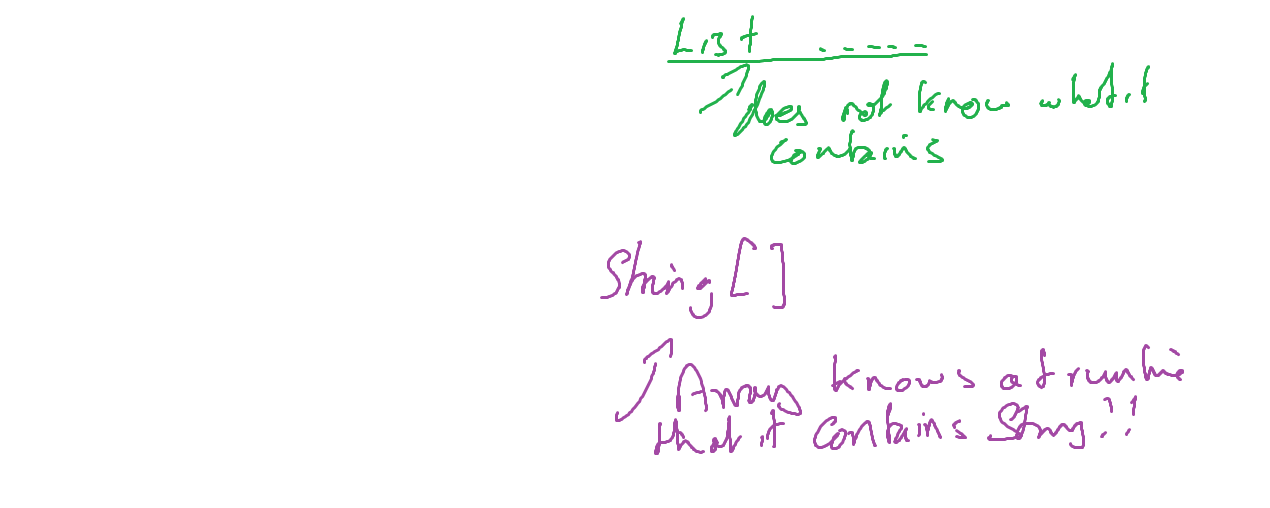 List .-----
does not know what it
contains
String []
Array knows at runtime
that it contains String!!